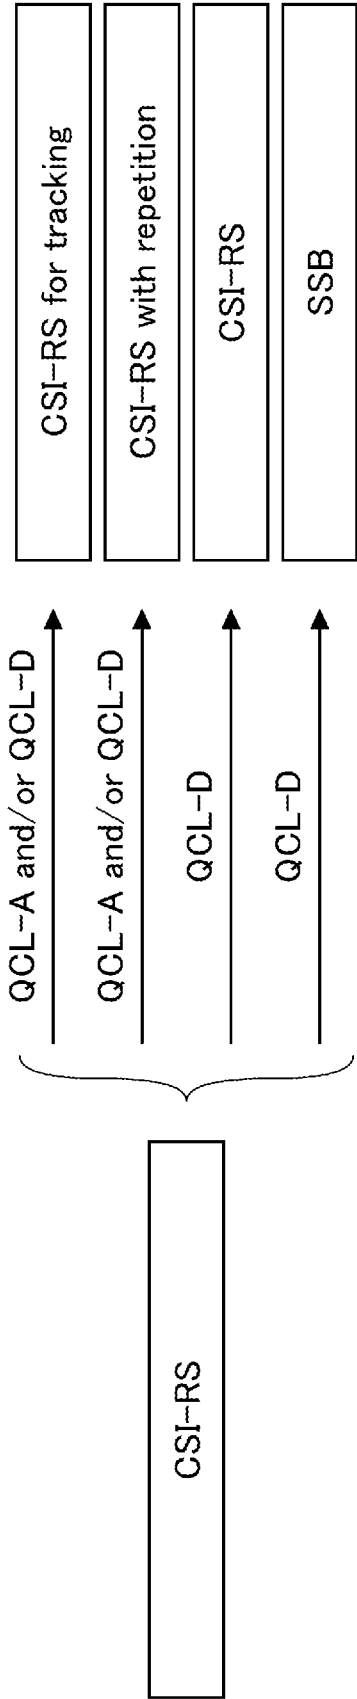 CSI-RS
QCL-A and/or QCL-D
CSI-RS for tracking
QCL-A and/or QCL-D
CSI-RS with repetition
QCL-D
CSI-RS
QCL-D
SSB